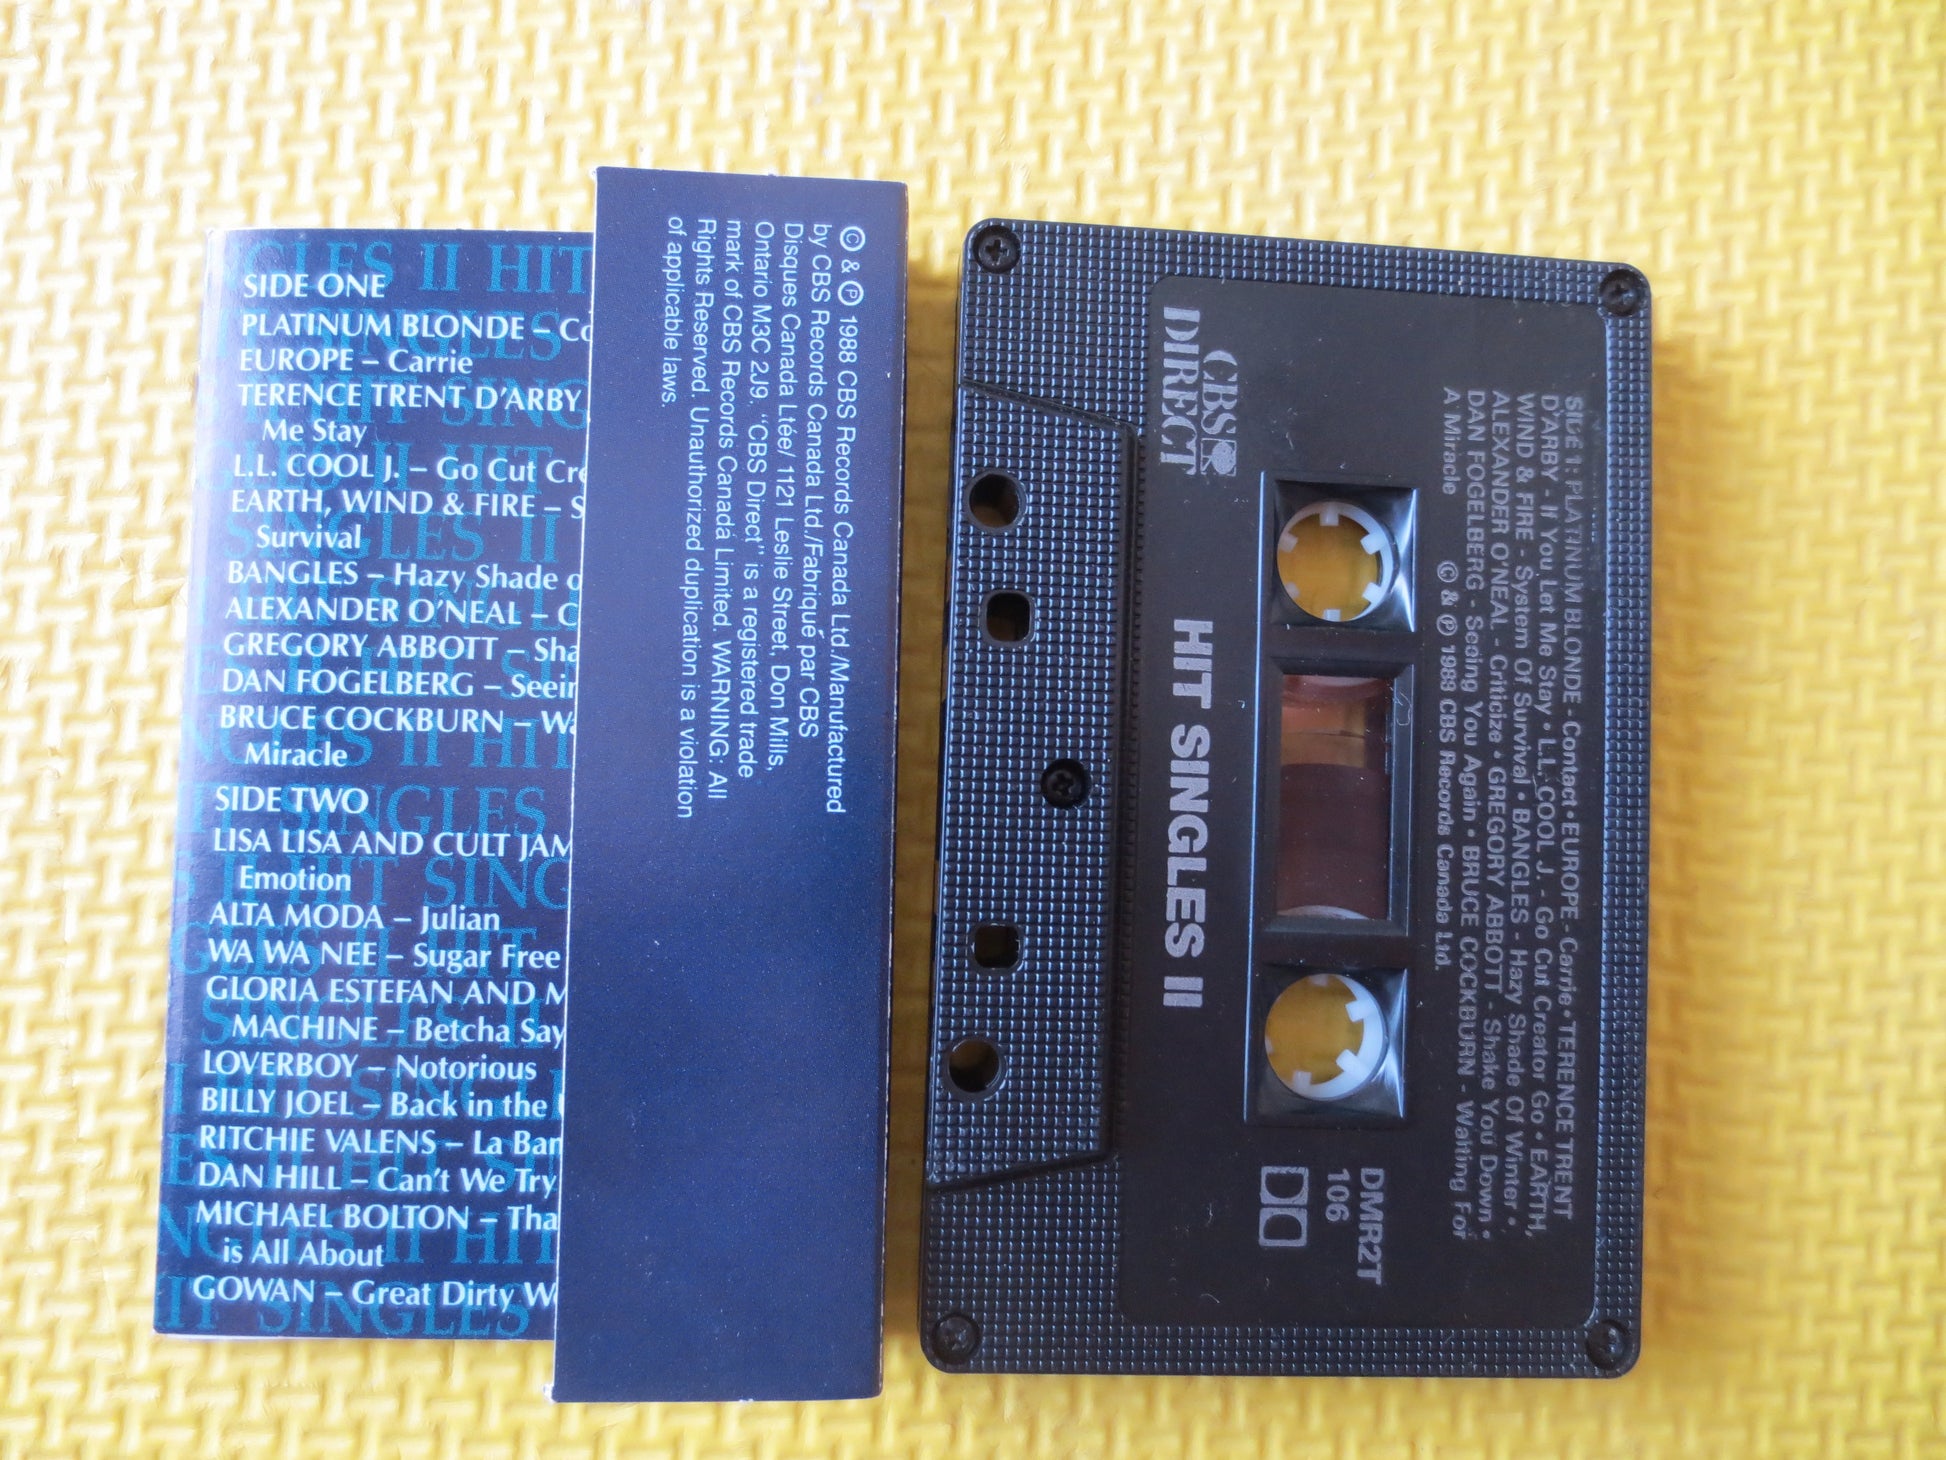 SIDE ONE
PLATINUM BLONDE – Co
EUROPE – Carrie
TERENCE TRENT D'ARBY
Me Stay
L.L. COOL J. – Go Cut Cre
EARTH, WIND & FIRE – S
Survival
BANGLES – Hazy Shade o
ALEXANDER O'NEAL – C
GREGORY ABBOTT – Sha
DAN FOGELBERG – Seein
BRUCE COCKBURN – Wa
Miracle
SIDE TWO
LISA LISA AND CULT JAM
Emotion
ALTA MODA – Julian
WA WA NEE – Sugar Free
GLORIA ESTEFAN AND M
MACHINE – Betcha Say
LOVERBOY – Notorious
BILLY JOEL – Back in the U
RITCHIE VALENS – La Bam
DAN HILL – Can't We Try
MICHAEL BOLTON – Tha
is All About
GOWAN – Great Dirty Wo
© & ℗ 1988 CBS Records Canada Ltd./Manufactured
by CBS Records Canada Ltd./Fabriqué par CBS
Disques Canada Ltée/ 1121 Leslie Street, Don Mills,
Ontario M3C 2J9. "CBS Direct" is a registered trade
mark of CBS Records Canada Limited. WARNING: All
Rights Reserved. Unauthorized duplication is a violation
of applicable laws.
CBS
DIRECT
HIT SINGLES II
DMR2T
106
SIDE 1: PLATINUM BLONDE - Contact • EUROPE - Carrie • TERENCE TRENT
D'ARBY - If You Let Me Stay • L.L. COOL J. - Go Cut Creator Go • EARTH,
WIND & FIRE - System Of Survival • BANGLES - Hazy Shade Of Winter •
ALEXANDER O'NEAL - Criticize • GREGORY ABBOTT - Shake You Down •
DAN FOGELBERG - Seeing You Again • BRUCE COCKBURN - Waiting For
A Miracle
© & ℗ 1988 CBS Records Canada Ltd.